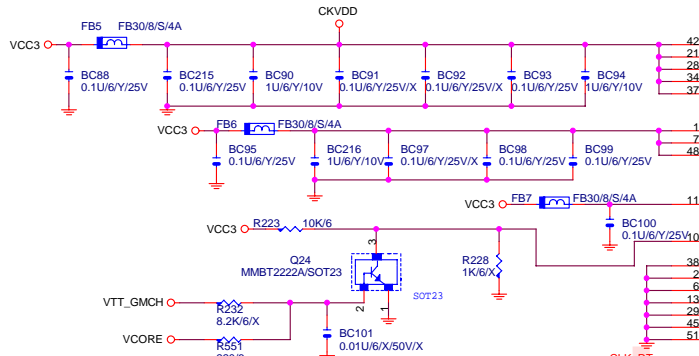 CKVDD
FB5 FB30/8/S/4A
VCC3
BC88
0.1U/6/Y/25V
BC215
0.1U/6/Y/25V
BC90
1U/6/Y/10V
BC91
0.1U/6/Y/25V/X
BC92
0.1U/6/Y/25V/X
BC93
0.1U/6/Y/25V
BC94
1U/6/Y/10V
42
21
28
34
37
VCC3
FB6 FB30/8/S/4A
BC95
0.1U/6/Y/25V
BC216
1U/6/Y/10V
BC97
0.1U/6/Y/25V/X
BC98
0.1U/6/Y/25V
BC99
0.1U/6/Y/25V
1
7
48
VCC3
FB7 FB30/8/S/4A
11
BC100
0.1U/6/Y/25V
VCC3
R223 10K/6
10
3
Q24
MMBT2222A/SOT23
2
1
SOT23
R228
1K/6/X
VTT_GMCH
R232
8.2K/6/X
VCORE
R551
BC101
0.01U/6/X/50V/X
38
2
6
13
29
45
51